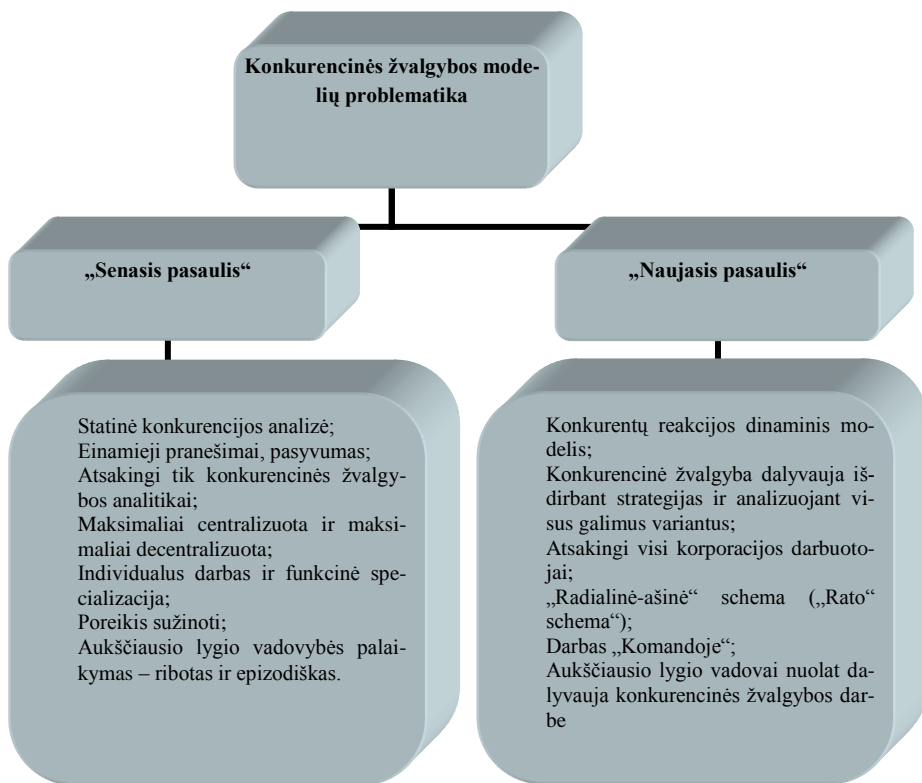 Konkurencinės žvalgybos mode-
lių problematika
„Senasis pasaulis“
„Naujasis pasaulis“
Statinė konkurencijos analizė;
Einamieji pranešimai, pasyvumas;
Atsakingi tik konkurencinės žvalgy-
bos analitikai;
Maksimaliai centralizuota ir maksi-
maliai decentralizuota;
Individualus darbas ir funkcinė spe-
cializacija;
Poreikis sužinoti;
Aukščiausio lygio vadovybės palai-
kymas – ribotas ir epizodiškas.
Konkurentų reakcijos dinaminis mo-
delis;
Konkurencinė žvalgyba dalyvauja iš-
dirbant strategijas ir analizuojant vi-
sus galimus variantus;
Atsakingi visi korporacijos darbuoto-
jai;
„Radialinė-ašinė“ schema („Rato“
schema“);
Darbas „Komandoje“;
Aukščiausio lygio vadovai nuolat da-
lyvauja konkurencinės žvalgybos dar-
be